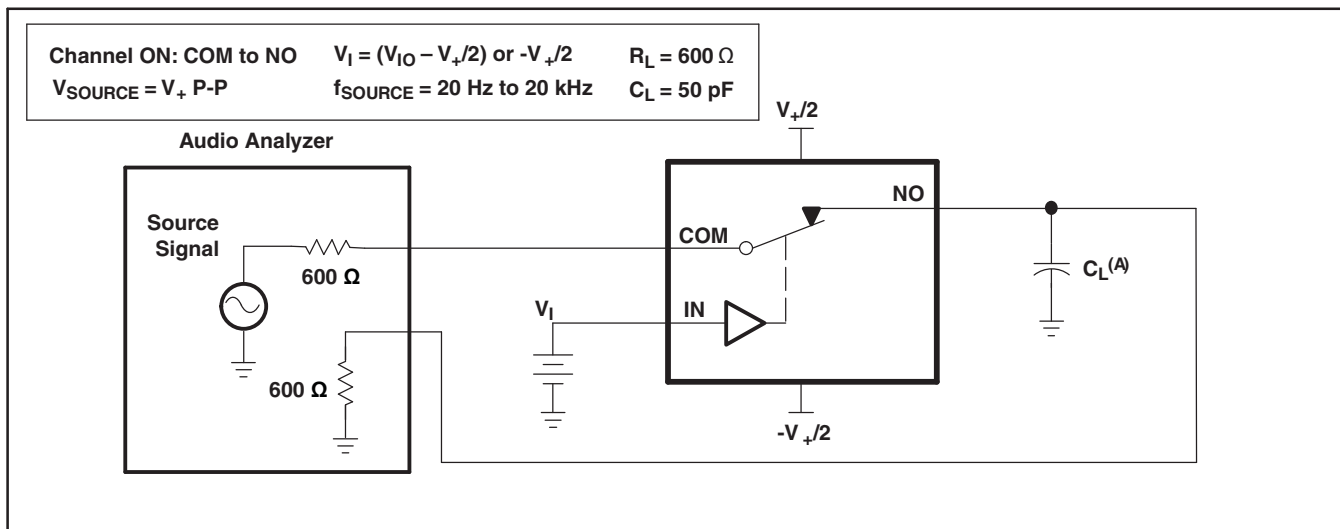 Channel ON: COM to NO V_I = (V_IO – V_+/2) or -V_+/2 R_L = 600 Ω
V_SOURCE = V_+ P-P f_SOURCE = 20 Hz to 20 kHz C_L = 50 pF
Audio Analyzer
V_+/2
NO
Source
Signal
COM
600 Ω
C_L(A)
V_I
IN
600 Ω
-V_+/2